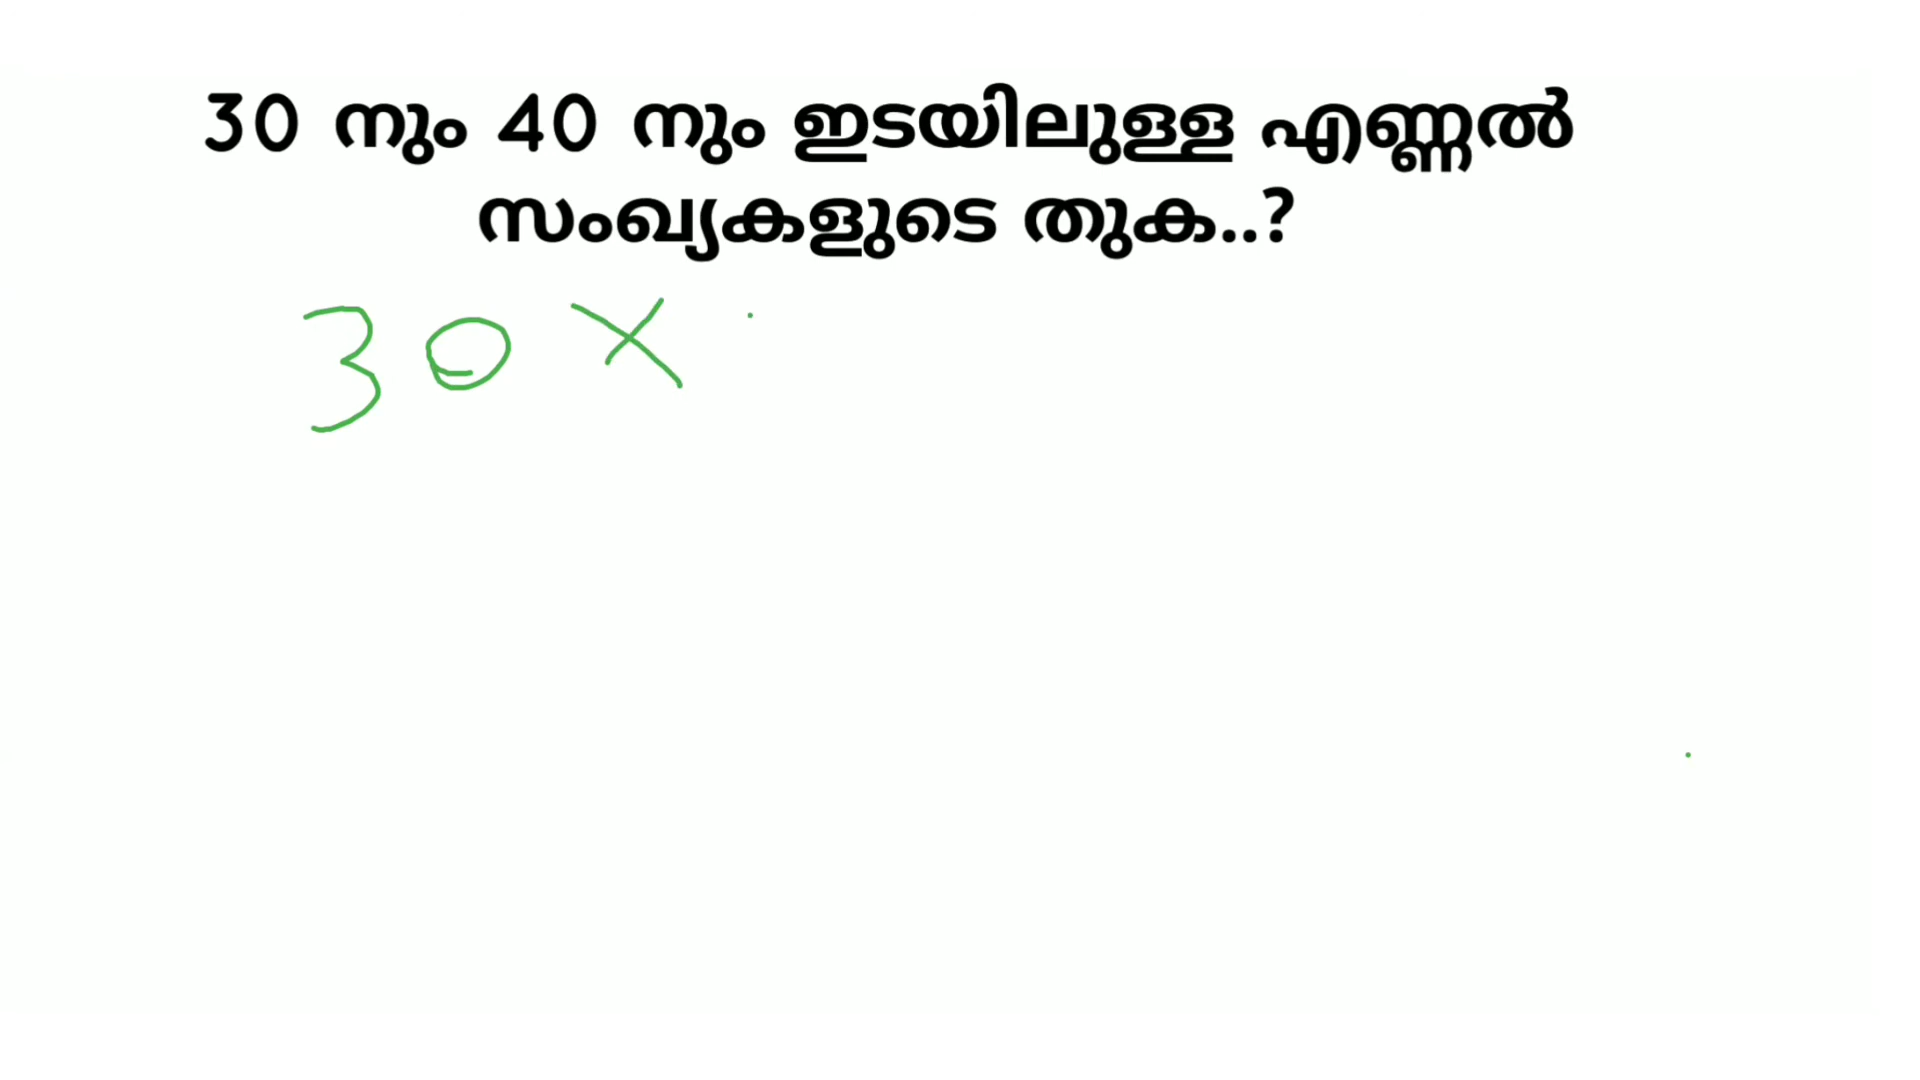 30 നും 40 നും ഇടയിലുള്ള എണ്ണൽ
സംഖ്യകളുടെ തുക..?
30 ×